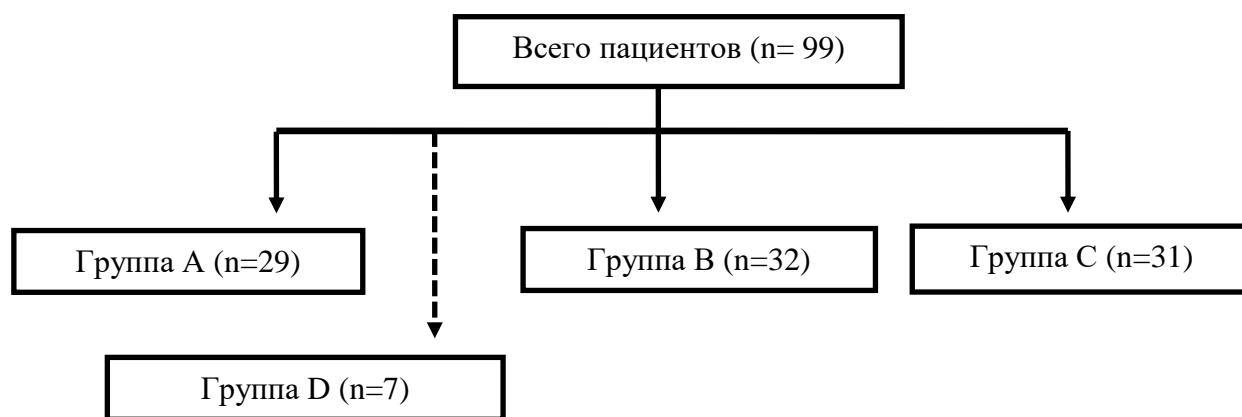 Всего пациентов (n= 99)
Группа А (n=29)
Группа В (n=32)
Группа С (n=31)
Группа D (n=7)